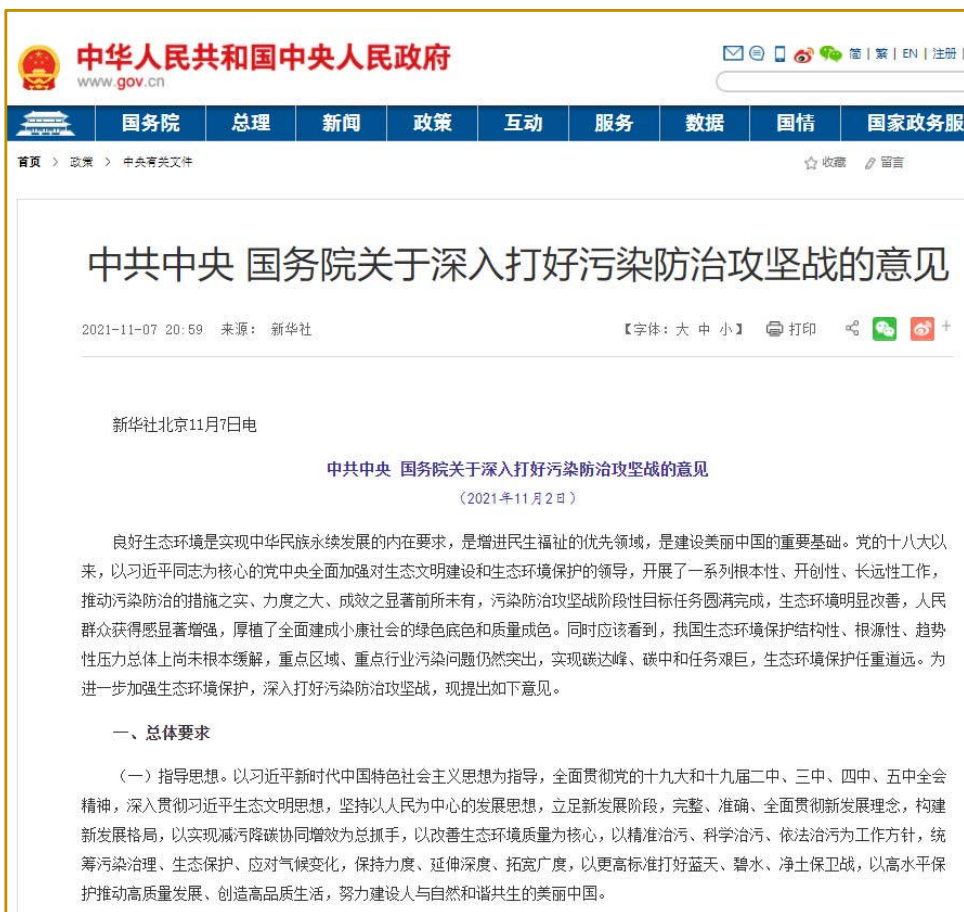 中华人民共和国中央人民政府
www.gov.cn
简 | 繁 | EN | 注册 |
国务院 总理 新闻 政策 互动 服务 数据 国情 国家政务服
首页 > 政策 > 中央有关文件
收藏 留言
中共中央 国务院关于深入打好污染防治攻坚战的意见
2021-11-07 20:59 来源： 新华社
【字体：大 中 小】 打印
新华社北京11月7日电
中共中央 国务院关于深入打好污染防治攻坚战的意见
（2021年11月2日）
良好生态环境是实现中华民族永续发展的内在要求，是增进民生福祉的优先领域，是建设美丽中国的重要基础。党的十八大以
来，以习近平同志为核心的党中央全面加强对生态文明建设和生态环境保护的领导，开展了一系列根本性、开创性、长远性工作，
推动污染防治的措施之实、力度之大、成效之显著前所未有，污染防治攻坚战阶段性目标任务圆满完成，生态环境明显改善，人民
群众获得感显著增强，厚植了全面建成小康社会的绿色底色和质量成色。同时应该看到，我国生态环境保护结构性、根源性、趋势
性压力总体上尚未根本缓解，重点区域、重点行业污染问题仍然突出，实现碳达峰、碳中和任务艰巨，生态环境保护任重道远。为
进一步加强生态环境保护，深入打好污染防治攻坚战，现提出如下意见。
一、总体要求
（一）指导思想。以习近平新时代中国特色社会主义思想为指导，全面贯彻党的十九大和十九届二中、三中、四中、五中全会
精神，深入贯彻习近平生态文明思想，坚持以人民为中心的发展思想，立足新发展阶段，完整、准确、全面贯彻新发展理念，构建
新发展格局，以实现减污降碳协同增效为总抓手，以改善生态环境质量为核心，以精准治污、科学治污、依法治污为工作方针，统
筹污染治理、生态保护、应对气候变化，保持力度、延伸深度、拓宽广度，以更高标准打好蓝天、碧水、净土保卫战，以高水平保
护推动高质量发展、创造高品质生活，努力建设人与自然和谐共生的美丽中国。